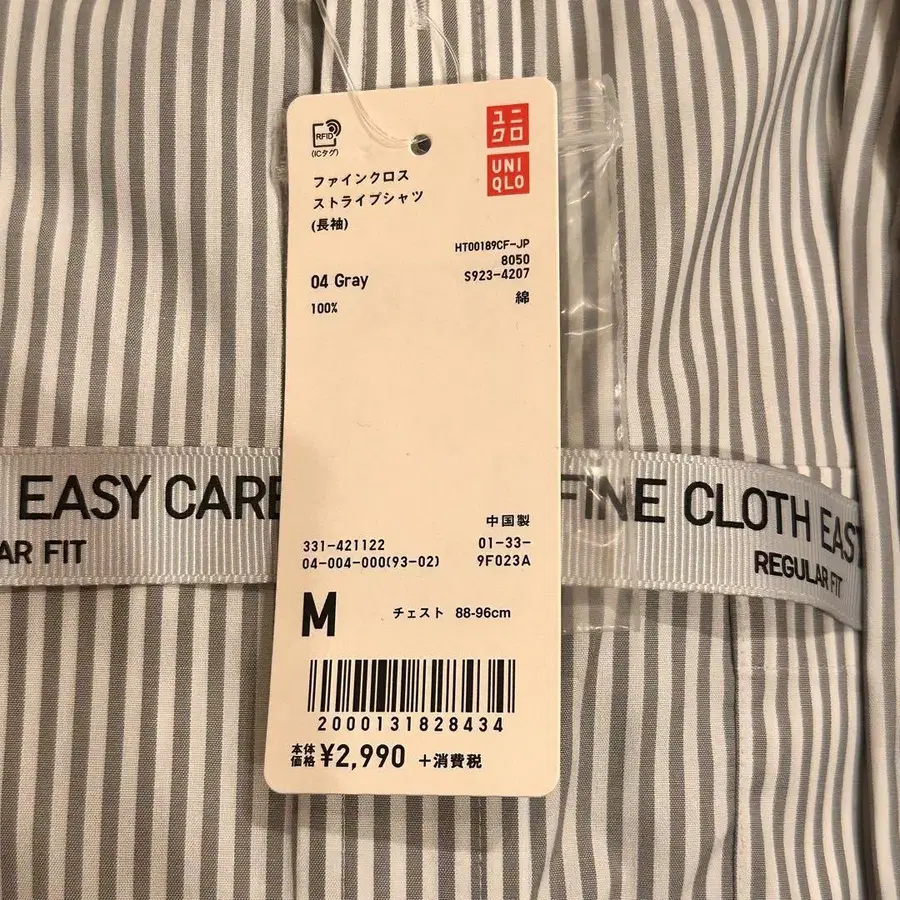 RFID
(ICタグ)
ユニ
クロ
UNI
QLO
ファインクロス
ストライプシャツ
(長袖)
HT00189CF-JP
8050
04 Gray
S923-4207
100%
綿
EASY CARE
FINE CLOTH EAS
AR FIT
REGULAR FIT
中国製
331-421122
01-33-
04-004-000(93-02)
9F023A
M
チェスト 88-96cm
2000131828434
本体
価格 ¥2,990 +消費税